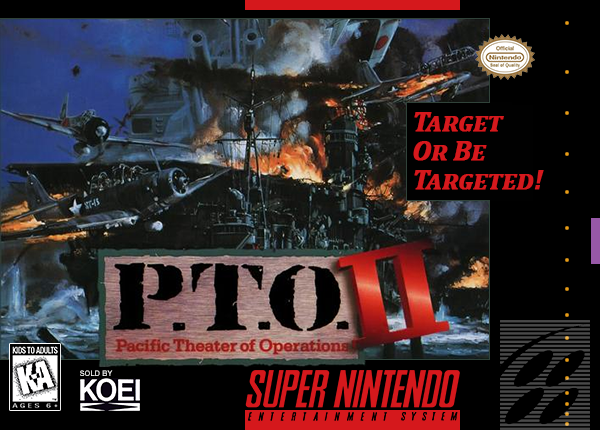 Official
Nintendo
Seal of Quality
TARGET
OR BE
TARGETED!
P.T.O. II
Pacific Theater of Operations
KIDS TO ADULTS
K-A
AGES 6+
SOLD BY
KOEI
SUPER NINTENDO
ENTERTAINMENT SYSTEM